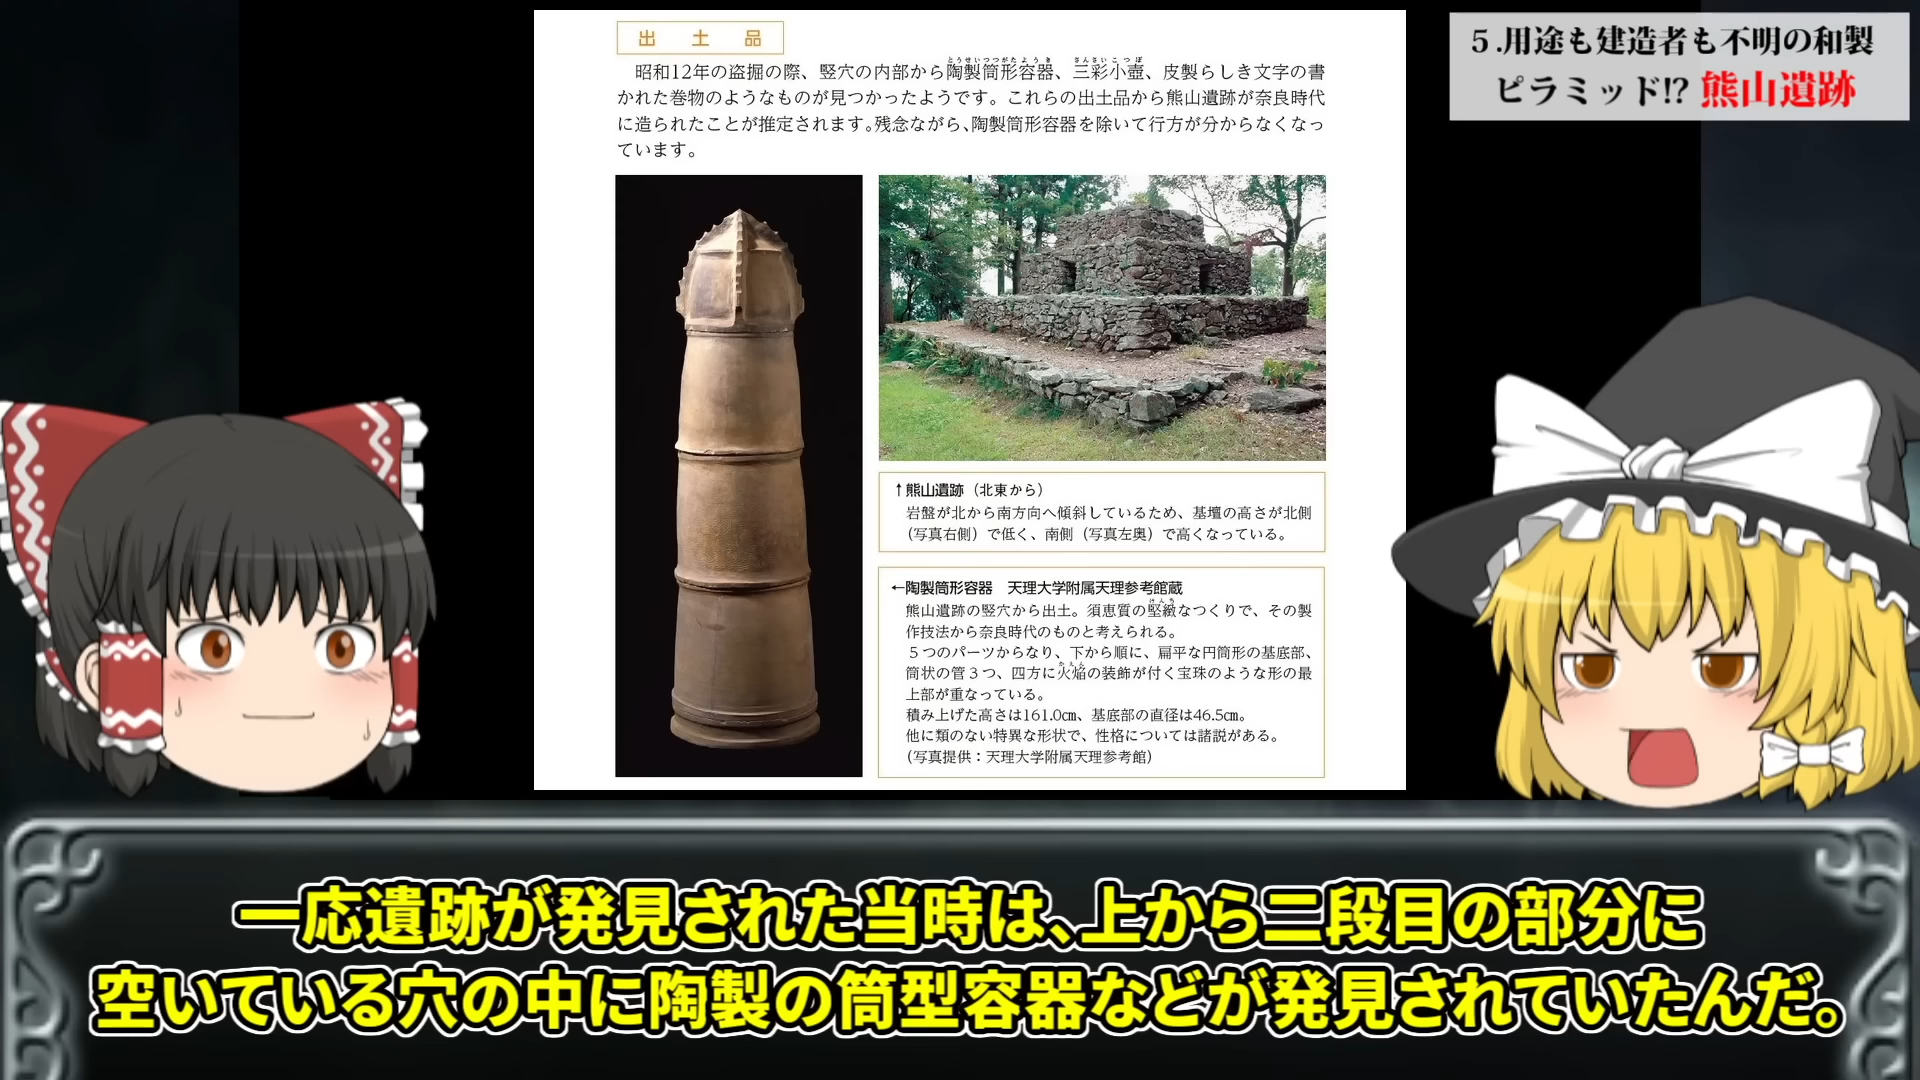 出土品
昭和12年の盗掘の際、竪穴の内部から陶製筒形容器、三彩小壺、皮製らしき文字の書
かれた巻物のようなものが見つかったようです。これらの出土品から熊山遺跡が奈良時代
に造られたことが推定されます。残念ながら、陶製筒形容器を除いて行方が分からなくなっ
ています。
↑熊山遺跡（北東から）
岩盤が北から南方向へ傾斜しているため、基壇の高さが北側
（写真右側）で低く、南側（写真左奥）で高くなっている。
←陶製筒形容器　天理大学附属天理参考館蔵
熊山遺跡の竪穴から出土。須恵質の堅緻なつくりで、その製
作技法から奈良時代のものと考えられる。
５つのパーツからなり、下から順に、扁平な円筒形の基底部、
筒状の管３つ、四方に火焔の装飾が付く宝珠のような形の最
上部が重なっている。
積み上げた高さは161.0㎝、基底部の直径は46.5㎝。
他に類のない特異な形状で、性格については諸説がある。
（写真提供：天理大学附属天理参考館）
５.用途も建造者も不明の和製
ピラミッド!? 熊山遺跡
一応遺跡が発見された当時は、上から二段目の部分に
空いている穴の中に陶製の筒型容器などが発見されていたんだ。